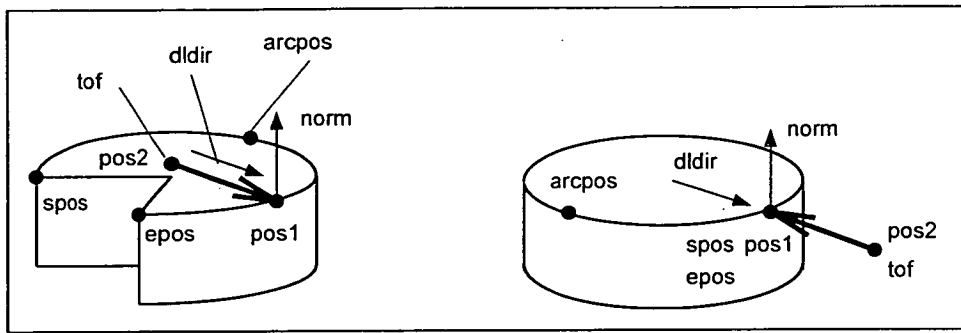 arcpos
dldir
tof
norm
pos2
spos
epos
pos1
norm
dldir
arcpos
spos pos1
epos
pos2
tof